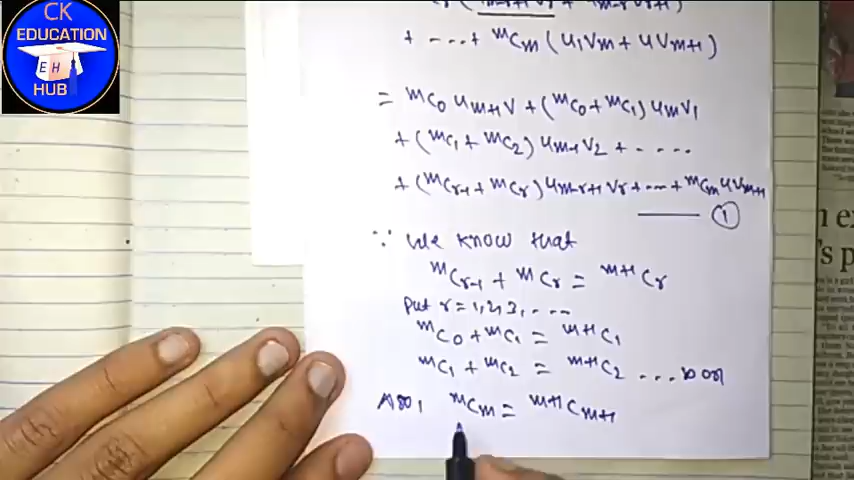 CK
EDUCATION
E H
HUB
+ ---..+ ᵐCₘ(u₁vₘ + uvₘ₊₁)
= ᵐC₀ uₘ₊₁v + (ᵐC₀+ᵐC₁) uₘv₁
+ (ᵐC₁ + ᵐC₂) uₘ₋₁v₂ + - . . .
+ (ᵐCᵣ₋₁ + ᵐCᵣ) uₘ₋ᵣ₊₁vᵣ + --- + ᵐCₘuvₘ₊₁
—— ①
∵ We know that
ᵐCᵣ₋₁ + ᵐCᵣ = ᵐ⁺¹Cᵣ
Put r = 1, 2, 3, . ---
ᵐC₀ + ᵐC₁ = ᵐ⁺¹C₁
ᵐC₁ + ᵐC₂ = ᵐ⁺¹C₂ . . . so on
Also, ᵐCₘ = ᵐ⁺¹Cₘ₊₁